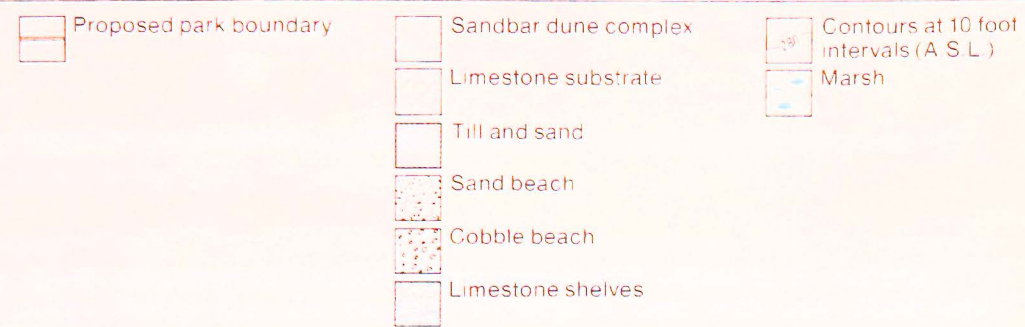 Proposed park boundary
Sandbar dune complex
Limestone substrate
Till and sand
Sand beach
Cobble beach
Limestone shelves
Contours at 10 foot
intervals (A.S.L.)
Marsh